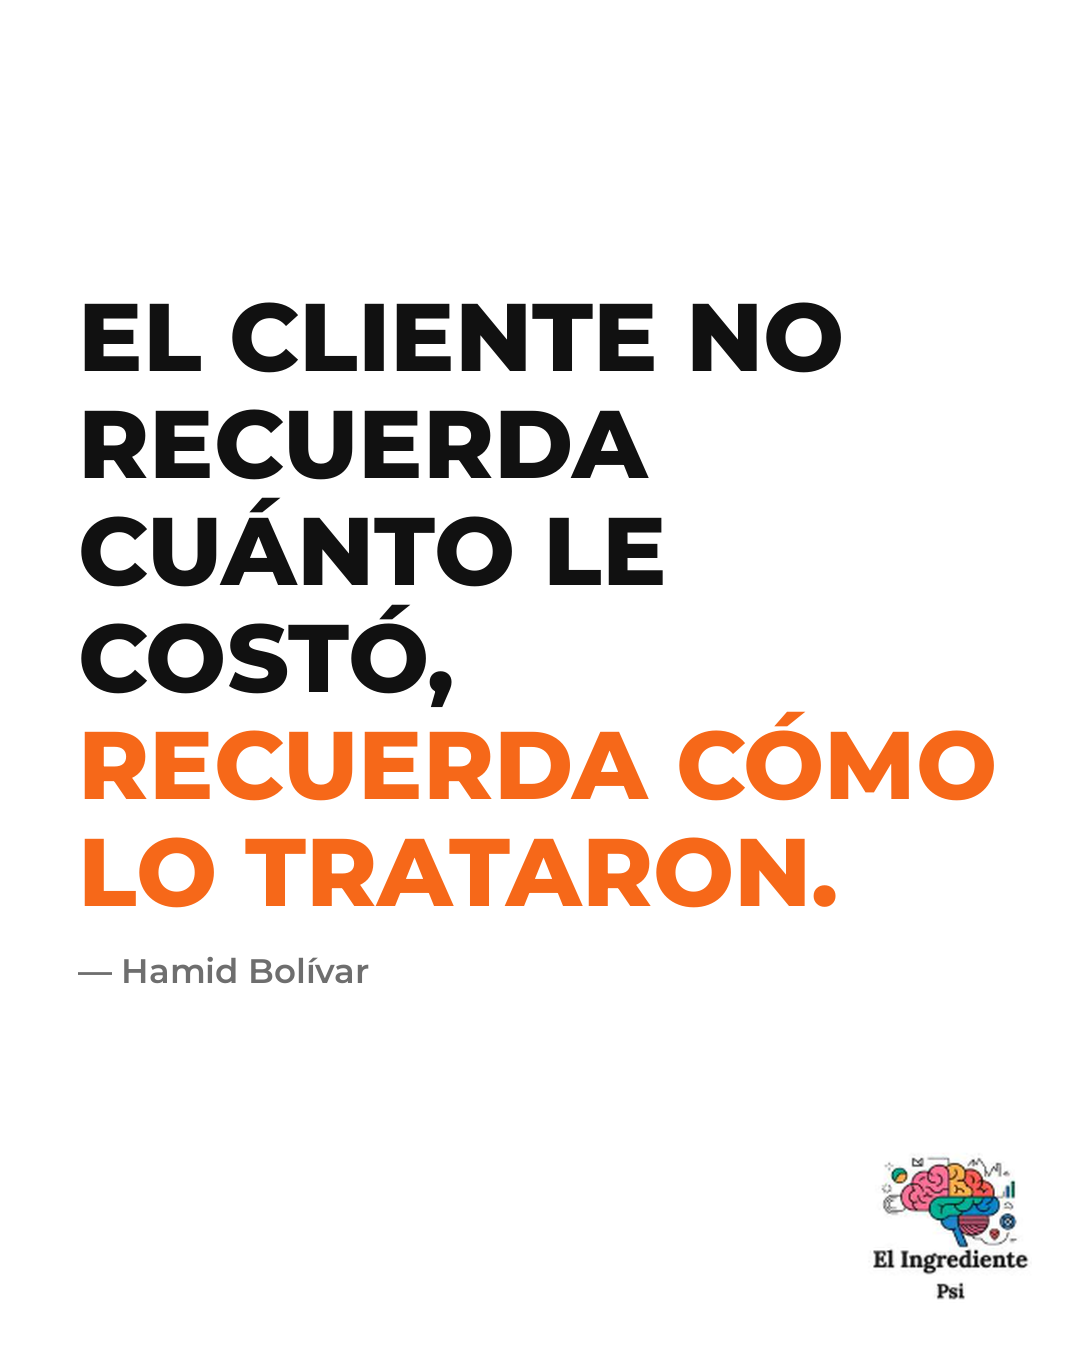 EL CLIENTE NO
RECUERDA
CUÁNTO LE
COSTÓ,
RECUERDA CÓMO
LO TRATARON.
— Hamid Bolívar
El Ingrediente
Psi